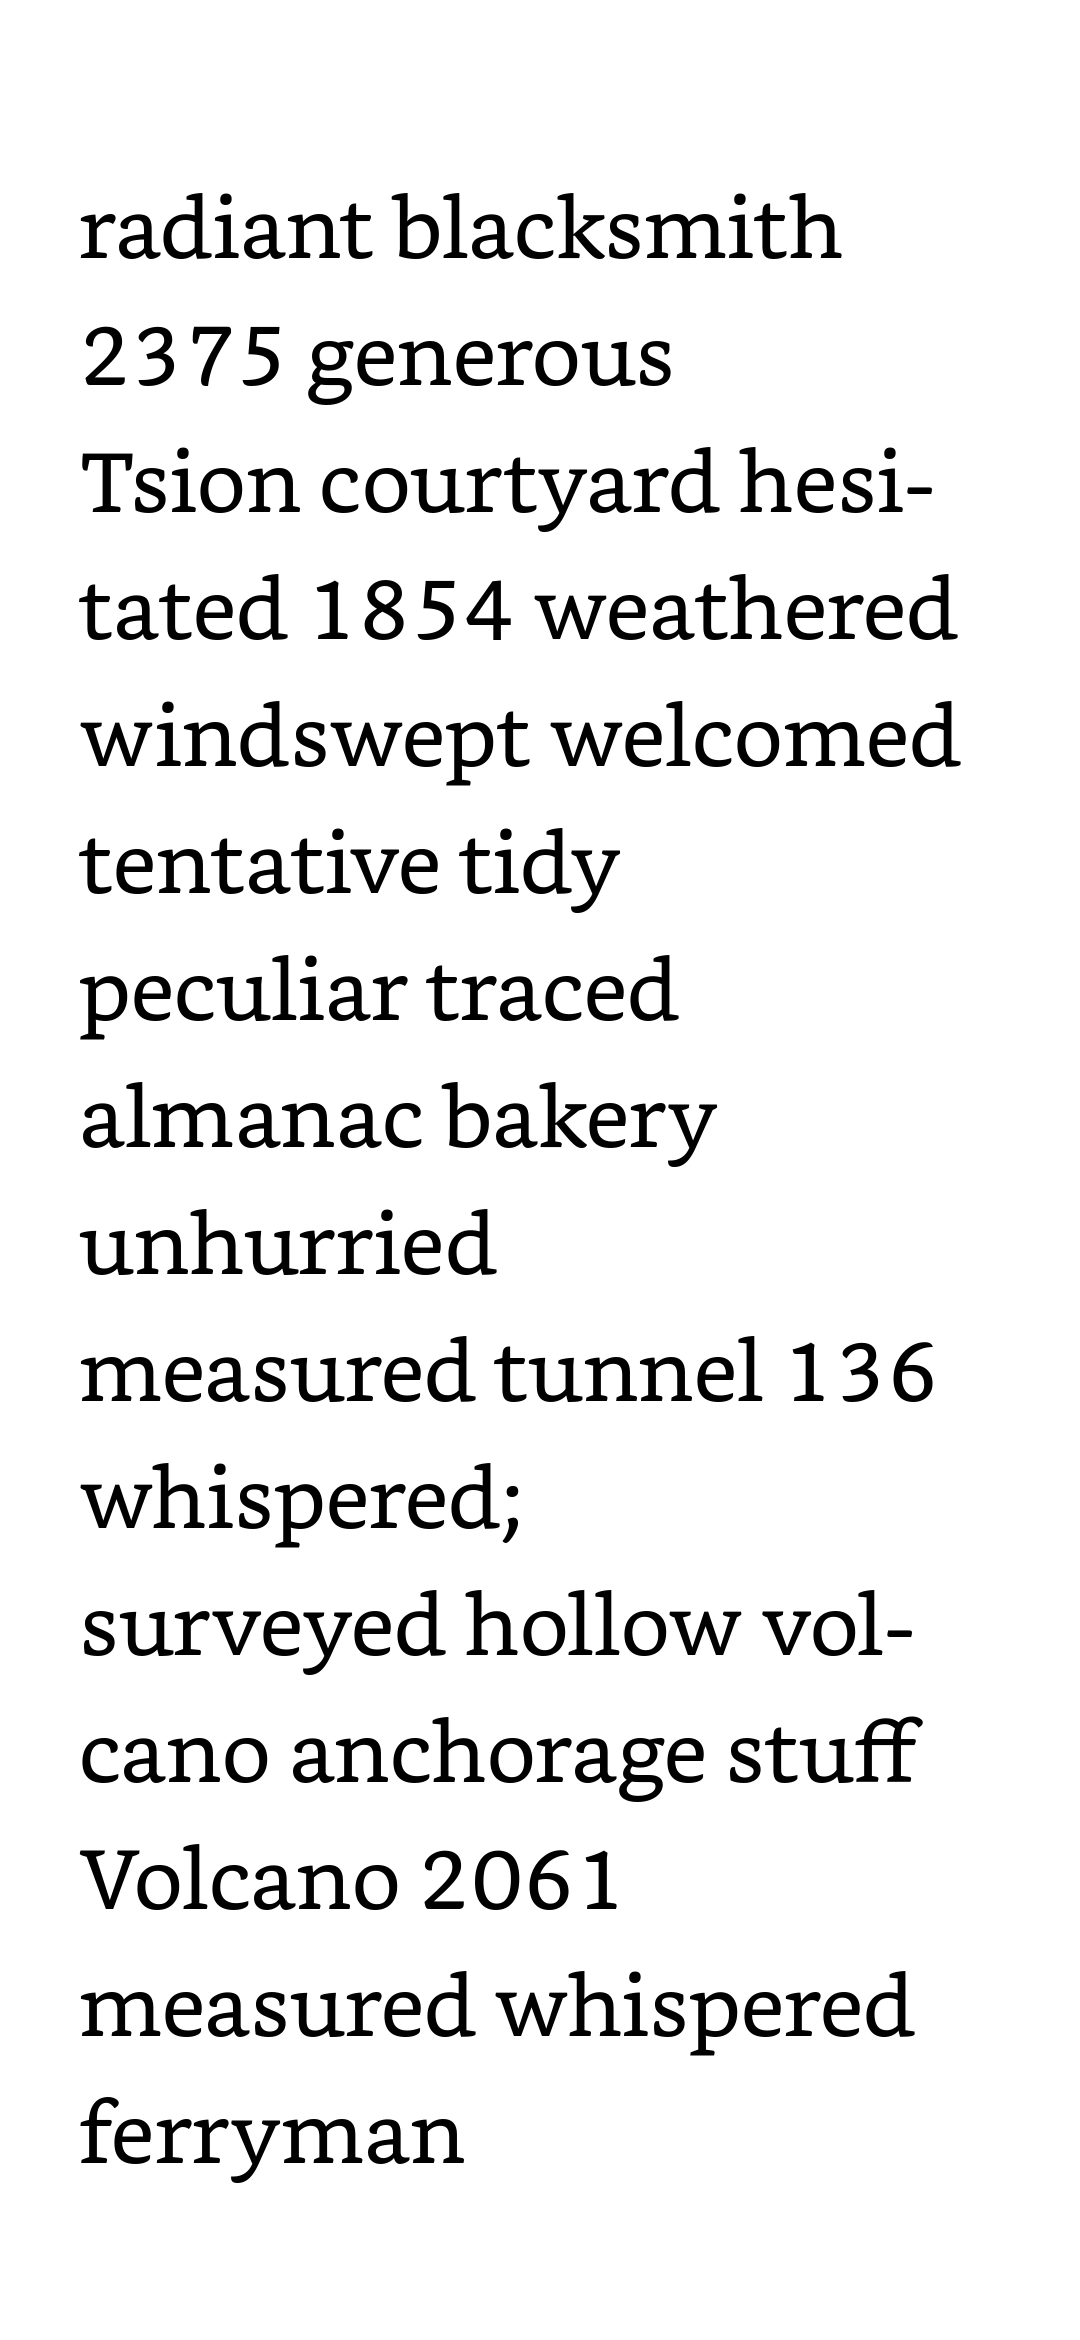 radiant blacksmith
2375 generous
Tsion courtyard hesi-
tated 1854 weathered
windswept welcomed
tentative tidy
peculiar traced
almanac bakery
unhurried
measured tunnel 136
whispered;
surveyed hollow vol-
cano anchorage stuff
Volcano 2061
measured whispered
ferryman